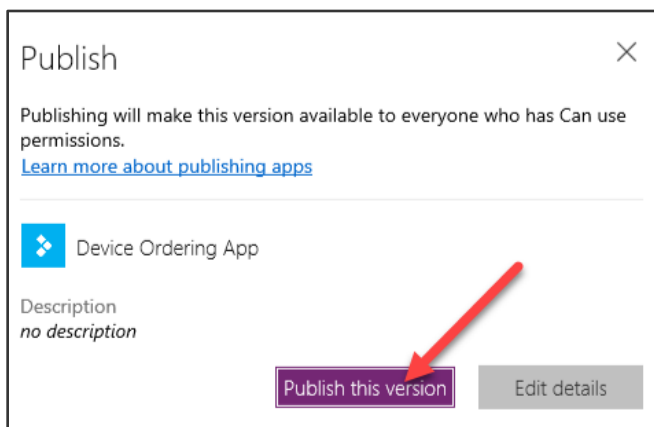 Publish
Publishing will make this version available to everyone who has Can use
permissions.
Learn more about publishing apps
Device Ordering App
Description
no description
Publish this version
Edit details